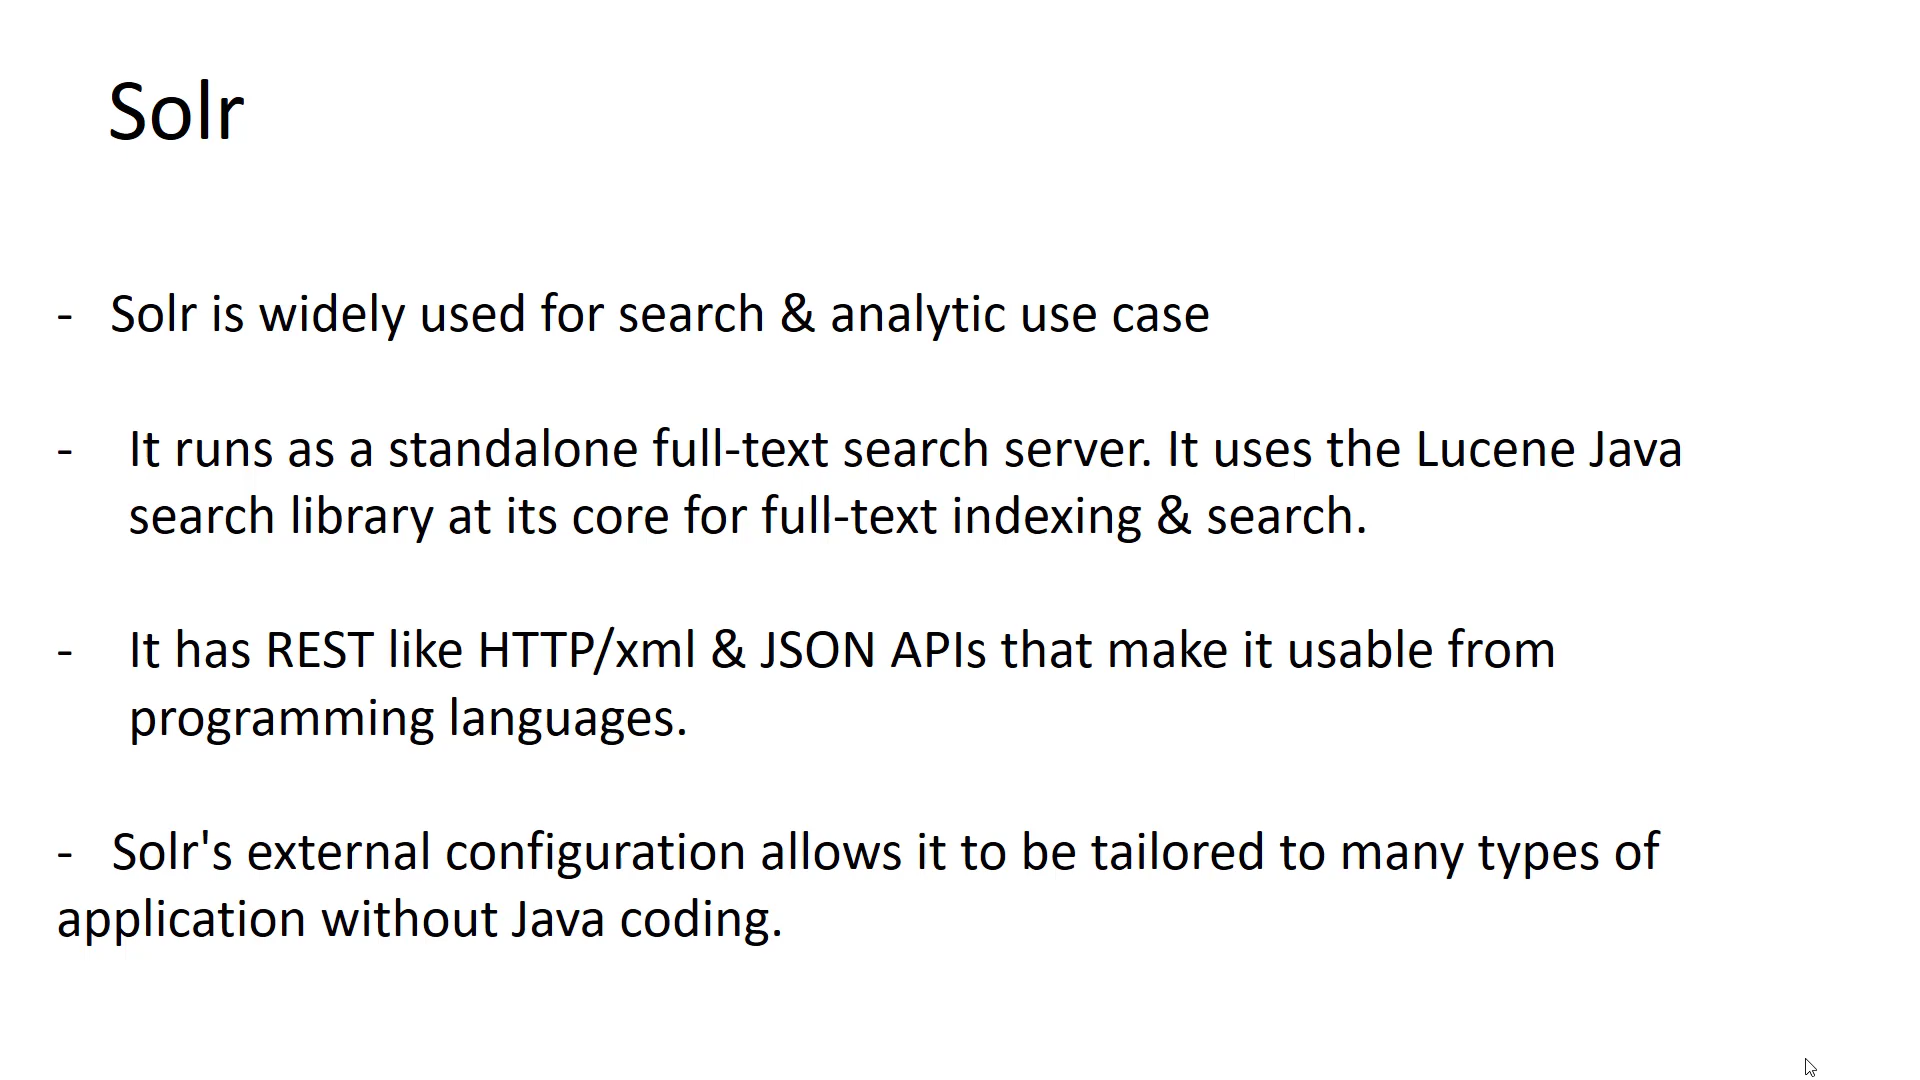 Solr
- Solr is widely used for search & analytic use case
- It runs as a standalone full-text search server. It uses the Lucene Java
search library at its core for full-text indexing & search.
- It has REST like HTTP/xml & JSON APIs that make it usable from
programming languages.
- Solr's external configuration allows it to be tailored to many types of
application without Java coding.